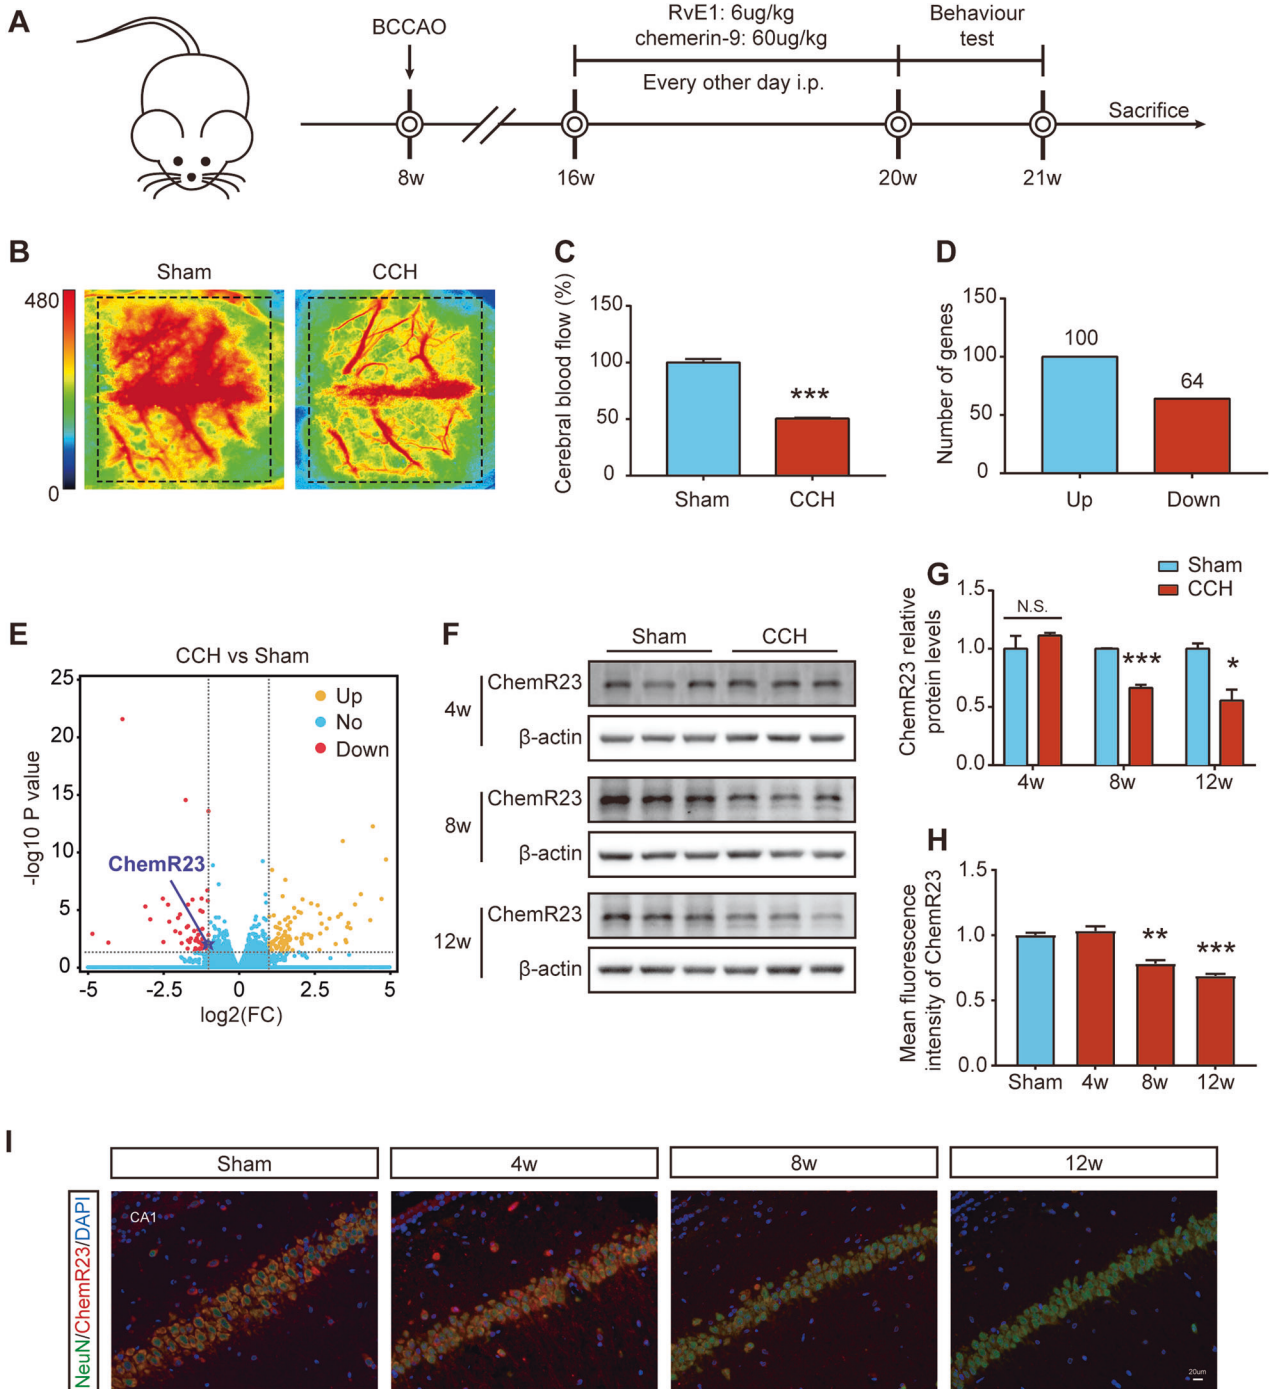 A
BCCAO
RvE1: 6ug/kg
chemerin-9: 60ug/kg
Behaviour
test
Every other day i.p.
Sacrifice
8w
16w
20w
21w
B
Sham
CCH
480
0
C
Cerebral blood flow (%)
150
100
50
0
***
Sham
CCH
D
Number of genes
150
100
50
0
100
64
Up
Down
E
CCH vs Sham
-log10 P value
25
20
15
10
5
0
Up
No
Down
ChemR23
-5
-2.5
0
2.5
5
log2(FC)
F
Sham
CCH
4w
ChemR23
β-actin
8w
ChemR23
β-actin
12w
ChemR23
β-actin
G
Sham
CCH
ChemR23 relative
protein levels
1.5
1.0
0.5
0.0
N.S.
***
*
4w
8w
12w
H
Mean fluorescence
intensity of ChemR23
1.5
1.0
0.5
0.0
**
***
Sham
4w
8w
12w
I
Sham
4w
8w
12w
NeuN/ChemR23/DAPI
CA1
20um